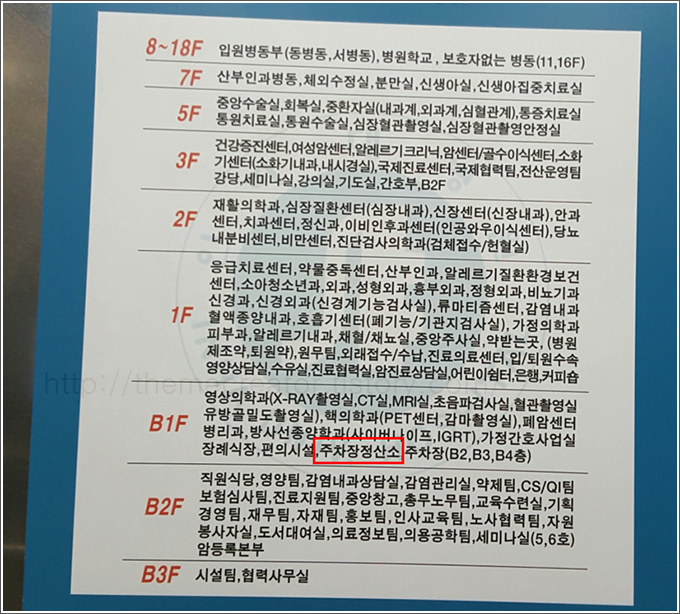 8~18F 입원병동부(동병동,서병동),병원학교,보호자없는 병동(11,16F)
7F 산부인과병동,체외수정실,분만실,신생아실,신생아집중치료실
5F 중앙수술실,회복실,중환자실(내과계,외과계,심혈관계),통증치료실
통원치료실,통원수술실,심장혈관촬영실,심장혈관촬영안정실
3F 건강증진센터,여성암센터,알레르기크리닉,암센터/골수이식센터,소화
기센터(소화기내과,내시경실),국제진료센터,국제협력팀,전산운영팀
강당,세미나실,강의실,기도실,간호부,B2F
2F 재활의학과,심장질환센터(심장내과),신장센터(신장내과),안과
센터,치과센터,정신과,이비인후과센터(인공와우이식센터),당뇨
내분비센터,비만센터,진단검사의학과(검체접수/헌혈실)
1F 응급치료센터,약물중독센터,산부인과,알레르기질환환경보건
센터,소아청소년과,외과,성형외과,흉부외과,정형외과,비뇨기과
신경과,신경외과(신경계기능검사실),류마티즘센터,감염내과
혈액종양내과,호흡기센터(폐기능/기관지검사실),가정의학과
피부과,알레르기내과,채혈/채뇨실,중앙주사실,약받는곳,(병원
제조약,퇴원약),원무팀,외래접수/수납,진료의료센터,입/퇴원수속
영양상담실,수유실,진료협력실,암진료상담실,어린이쉼터,은행,커피숍
B1F 영상의학과(X-RAY촬영실,CT실,MRI실,초음파검사실,혈관촬영실
유방골밀도촬영실),핵의학과(PET센터,감마촬영실),폐암센터
병리과,방사선종양학과(사이버나이프,IGRT),가정간호사업실
장례식장,편의시설,주차장정산소 주차장(B2,B3,B4층)
B2F 직원식당,영양팀,감염내과상담실,감염관리실,약제팀,CS/QI팀
보험심사팀,진료지원팀,중앙창고,총무노무팀,교육수련실,기획
경영팀,재무팀,자재팀,홍보팀,인사교육팀,노사협력팀,자원
봉사자실,도서대여실,의료정보팀,의용공학팀,세미나실(5,6호)
암등록본부
B3F 시설팀,협력사무실